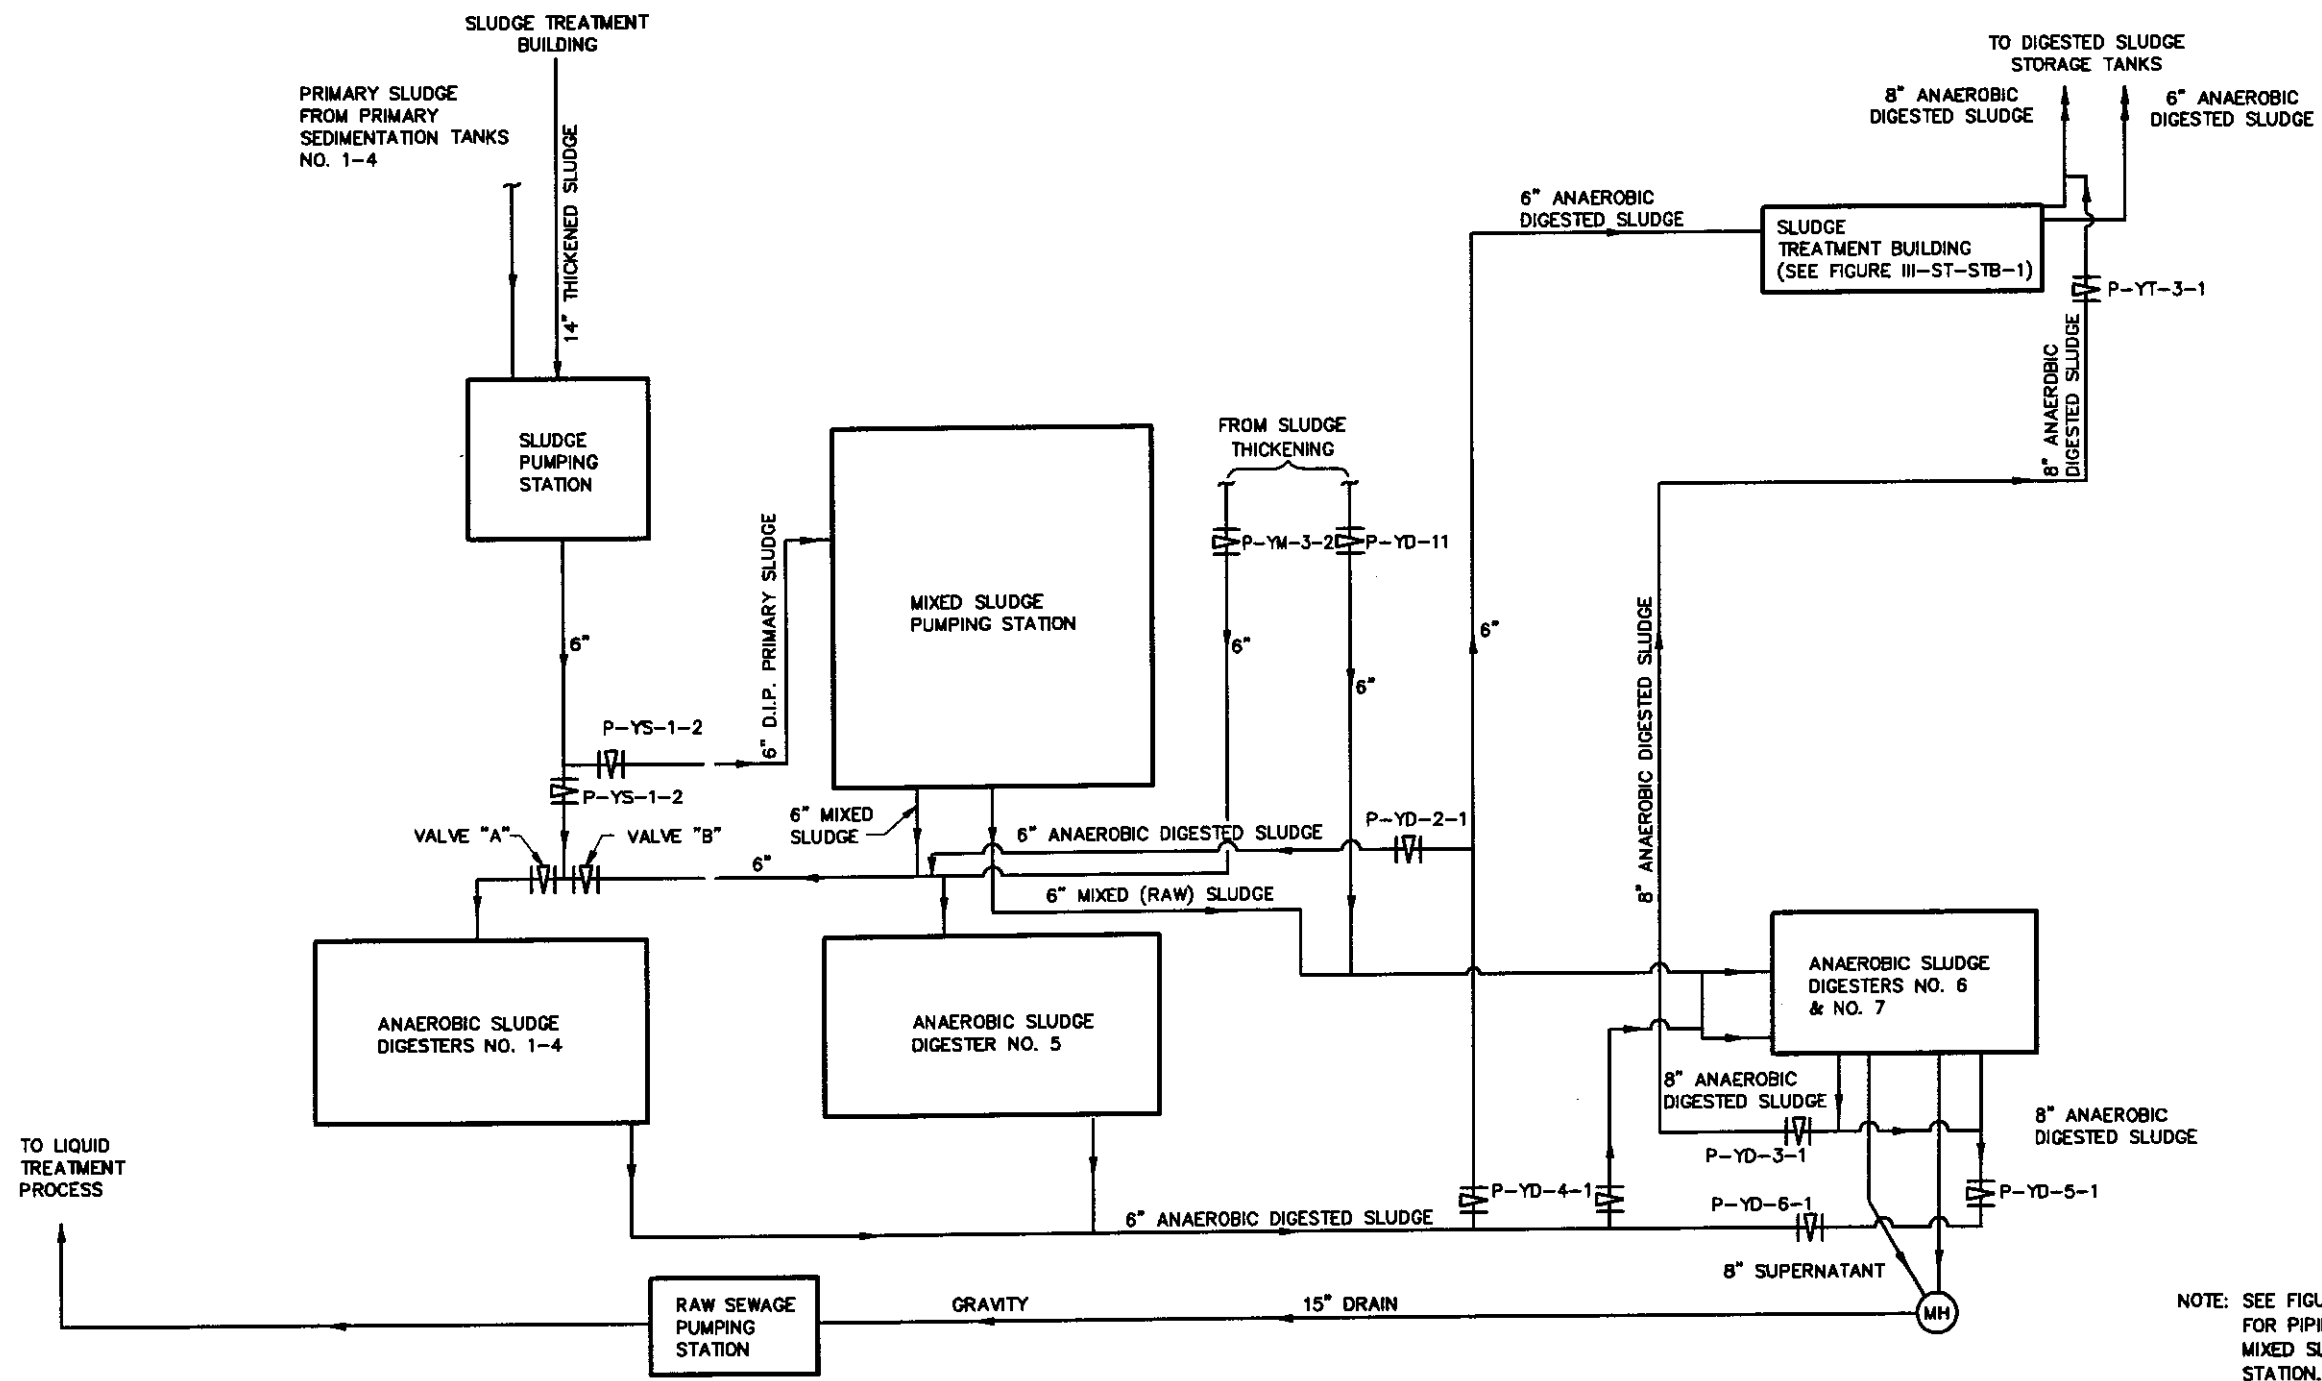 SLUDGE TREATMENT
BUILDING
PRIMARY SLUDGE
FROM PRIMARY
SEDIMENTATION TANKS
NO. 1-4
14" THICKENED SLUDGE
TO DIGESTED SLUDGE
STORAGE TANKS
8" ANAEROBIC
DIGESTED SLUDGE
6" ANAEROBIC
DIGESTED SLUDGE
6" ANAEROBIC
DIGESTED SLUDGE
SLUDGE
TREATMENT BUILDING
(SEE FIGURE III-ST-STB-1)
P-YT-3-1
8" ANAERDBIC
DIGESTED SLUDGE
SLUDGE
PUMPING
STATION
FROM SLUDGE
THICKENING
P-YM-3-2
P-YD-11
MIXED SLUDGE
PUMPING STATION
6" D.I.P. PRIMARY SLUDGE
6"
6"
6"
6"
8" ANAEROBIC DIGESTED SLUDGE
P-YS-1-2
P-YS-1-2
VALVE "A"
VALVE "B"
6" MIXED
SLUDGE
6" ANAEROBIC DIGESTED SLUDGE
P-YD-2-1
6"
6" MIXED (RAW) SLUDGE
ANAEROBIC SLUDGE
DIGESTERS NO. 1-4
ANAEROBIC SLUDGE
DIGESTER NO. 5
ANAEROBIC SLUDGE
DIGESTERS NO. 6
& NO. 7
8" ANAEROBIC
DIGESTED SLUDGE
P-YD-3-1
8" ANAEROBIC
DIGESTED SLUDGE
TO LIQUID
TREATMENT
PROCESS
P-YD-4-1
P-YD-5-1
P-YD-6-1
6" ANAEROBIC DIGESTED SLUDGE
8" SUPERNATANT
RAW SEWAGE
PUMPING
STATION
GRAVITY
15" DRAIN
MH
NOTE: SEE FIGU
FOR PIPI
MIXED SL
STATION.